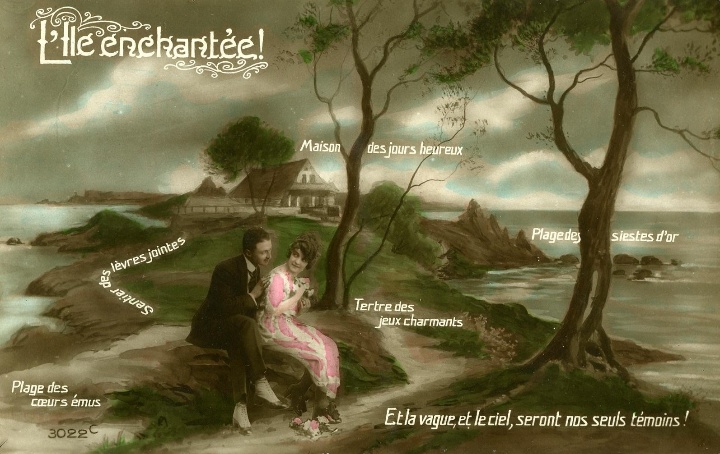 L'Ile enchantée!
Maison des jours heureux
Plage des siestes d'or
Sentier des lèvres jointes
Tertre des
jeux charmants
Plage des
cœurs émus
Et la vague, et le ciel, seront nos seuls témoins !
3022 C